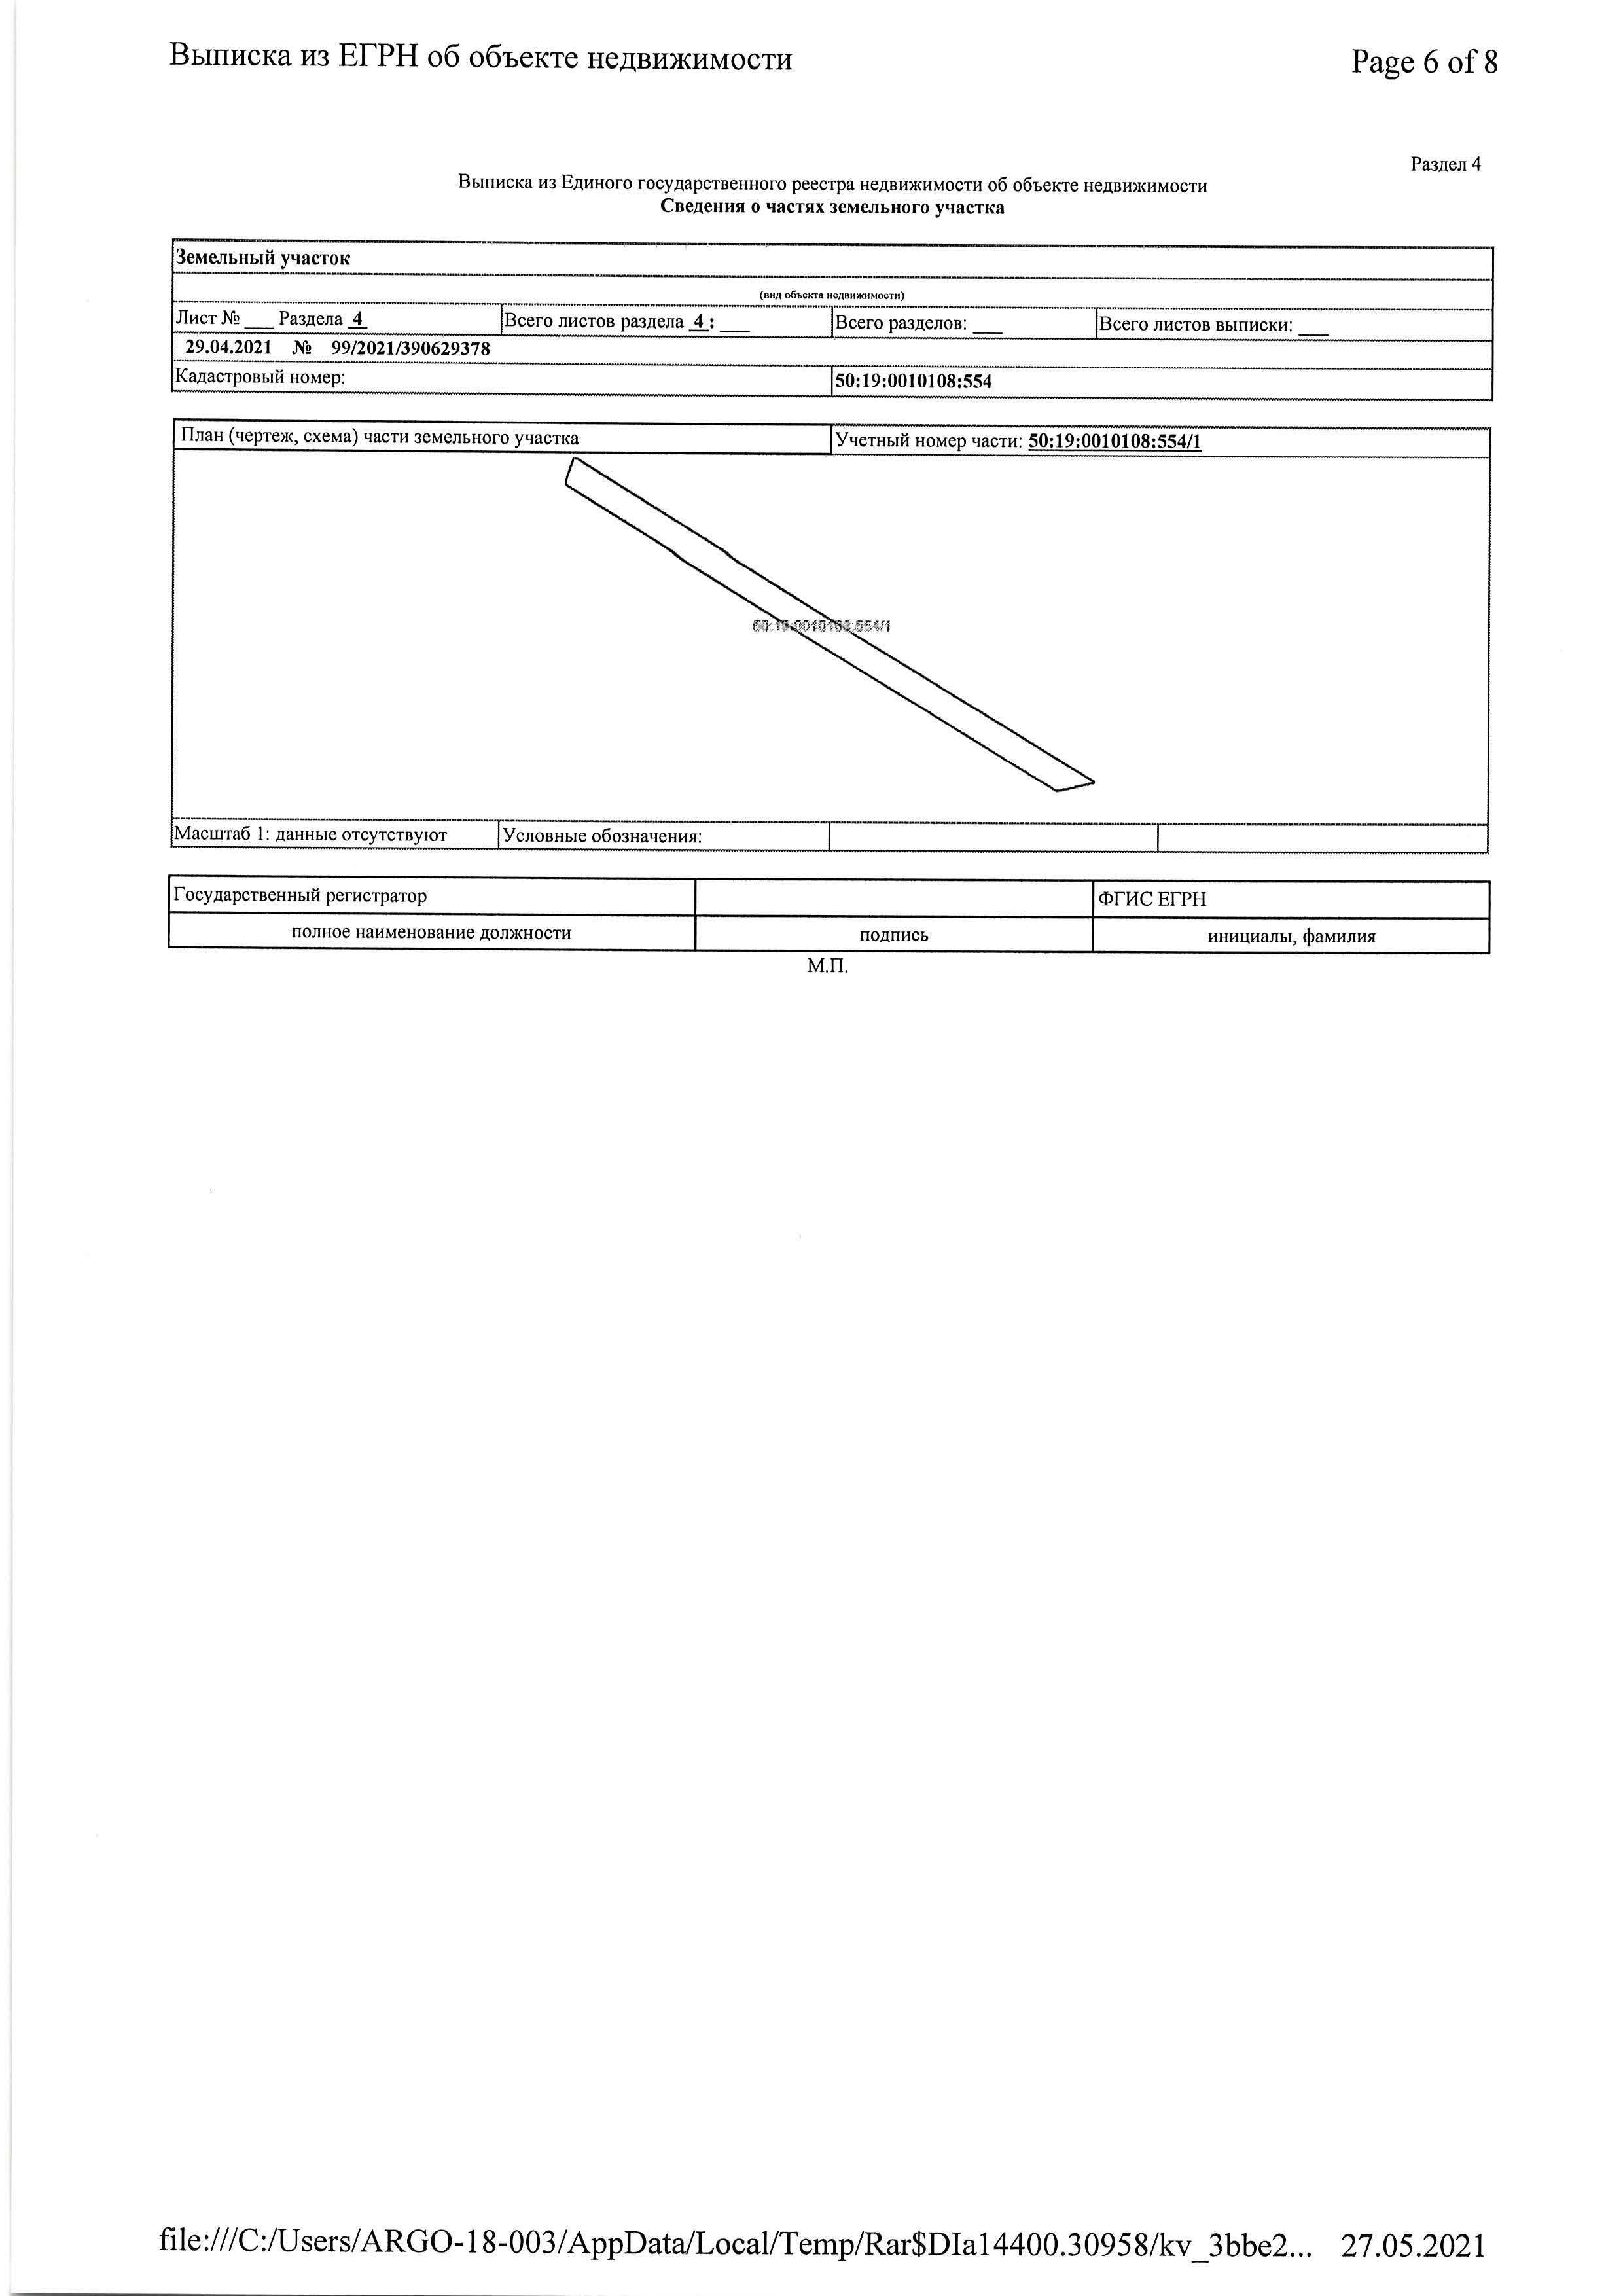 Выписка из ЕГРН об объекте недвижимости Page 6 of 8
Раздел 4
Выписка из Единого государственного реестра недвижимости об объекте недвижимости
Сведения о частях земельного участка
Земельный участок
(вид объекта недвижимости)
Лист № ___ Раздела 4 Всего листов раздела 4 : ___ Всего разделов: ___ Всего листов выписки: ___
29.04.2021 № 99/2021/390629378
Кадастровый номер: 50:19:0010108:554
План (чертеж, схема) части земельного участка Учетный номер части: 50:19:0010108:554/1
50:19:0010108:554/1
Масштаб 1: данные отсутствуют Условные обозначения:
Государственный регистратор ФГИС ЕГРН
полное наименование должности подпись инициалы, фамилия
М.П.
file:///C:/Users/ARGO-18-003/AppData/Local/Temp/Rar$DIa14400.30958/kv_3bbe2... 27.05.2021